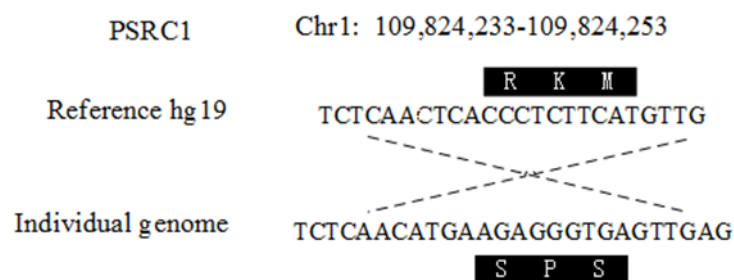 PSRC1 Chr1: 109,824,233-109,824,253
R K M
Reference hg19 TCTCAACTCACCCTCTTCATGTTG
Individual genome TCTCAACATGAAGAGGGTGAGTTGAG
S P S